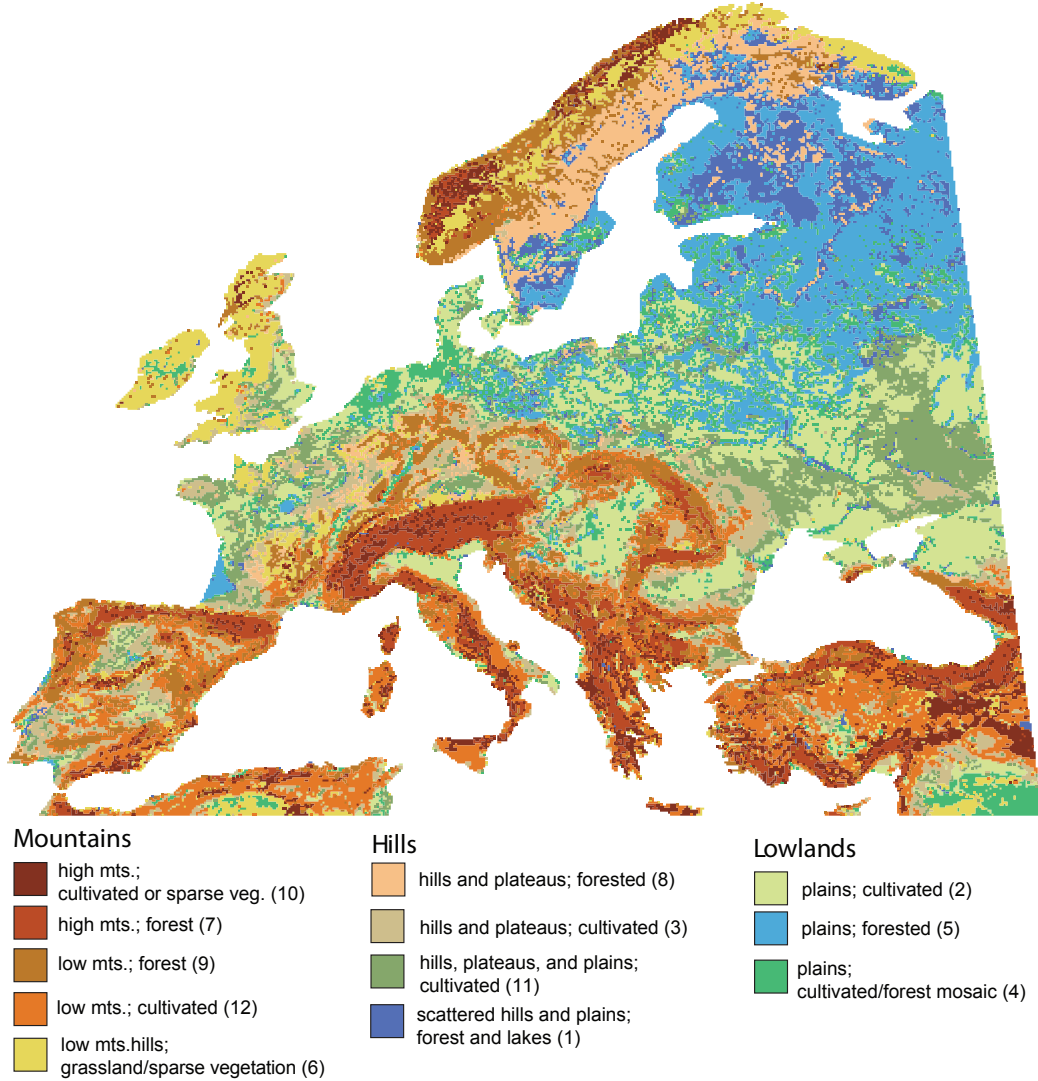 Mountains
high mts.;
cultivated or sparse veg. (10)
high mts.; forest (7)
low mts.; forest (9)
low mts.; cultivated (12)
low mts.hills;
grassland/sparse vegetation (6)
Hills
hills and plateaus; forested (8)
hills and plateaus; cultivated (3)
hills, plateaus, and plains;
cultivated (11)
scattered hills and plains;
forest and lakes (1)
Lowlands
plains; cultivated (2)
plains; forested (5)
plains;
cultivated/forest mosaic (4)